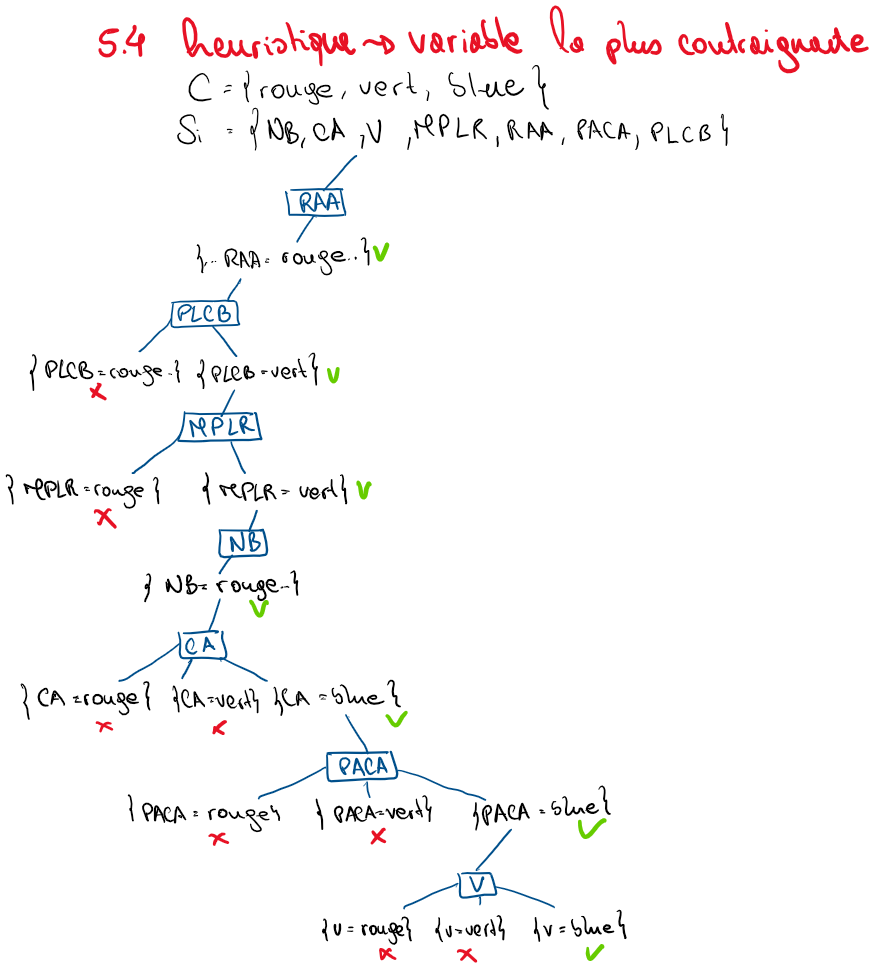 5.4 heuristique → variable la plus contraignante
C = {rouge, vert, blue}
Si = {NB, CA, V, MPLR, RAA, PACA, PLCB}
RAA
{.. RAA = rouge..} v
PLCB
{PLCB = rouge..} {PLCB = vert} v
x
MPLR
{MPLR = rouge} {MPLR = vert} v
x
NB
{NB = rouge..}
v
CA
{CA = rouge} {CA = vert} {CA = blue}
x x v
PACA
{PACA = rouge} {PACA = vert} {PACA = blue}
x x v
V
{v = rouge} {v = vert} {v = blue}
x x v